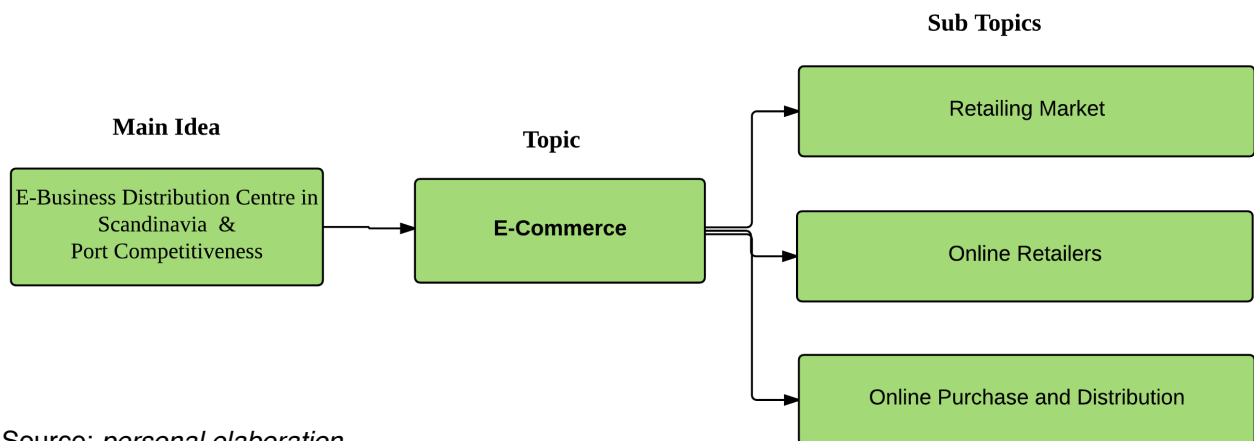 Sub Topics
Main Idea
Topic
E-Business Distribution Centre in
Scandinavia &
Port Competitiveness
E-Commerce
Retailing Market
Online Retailers
Online Purchase and Distribution
Source: personal elaboration